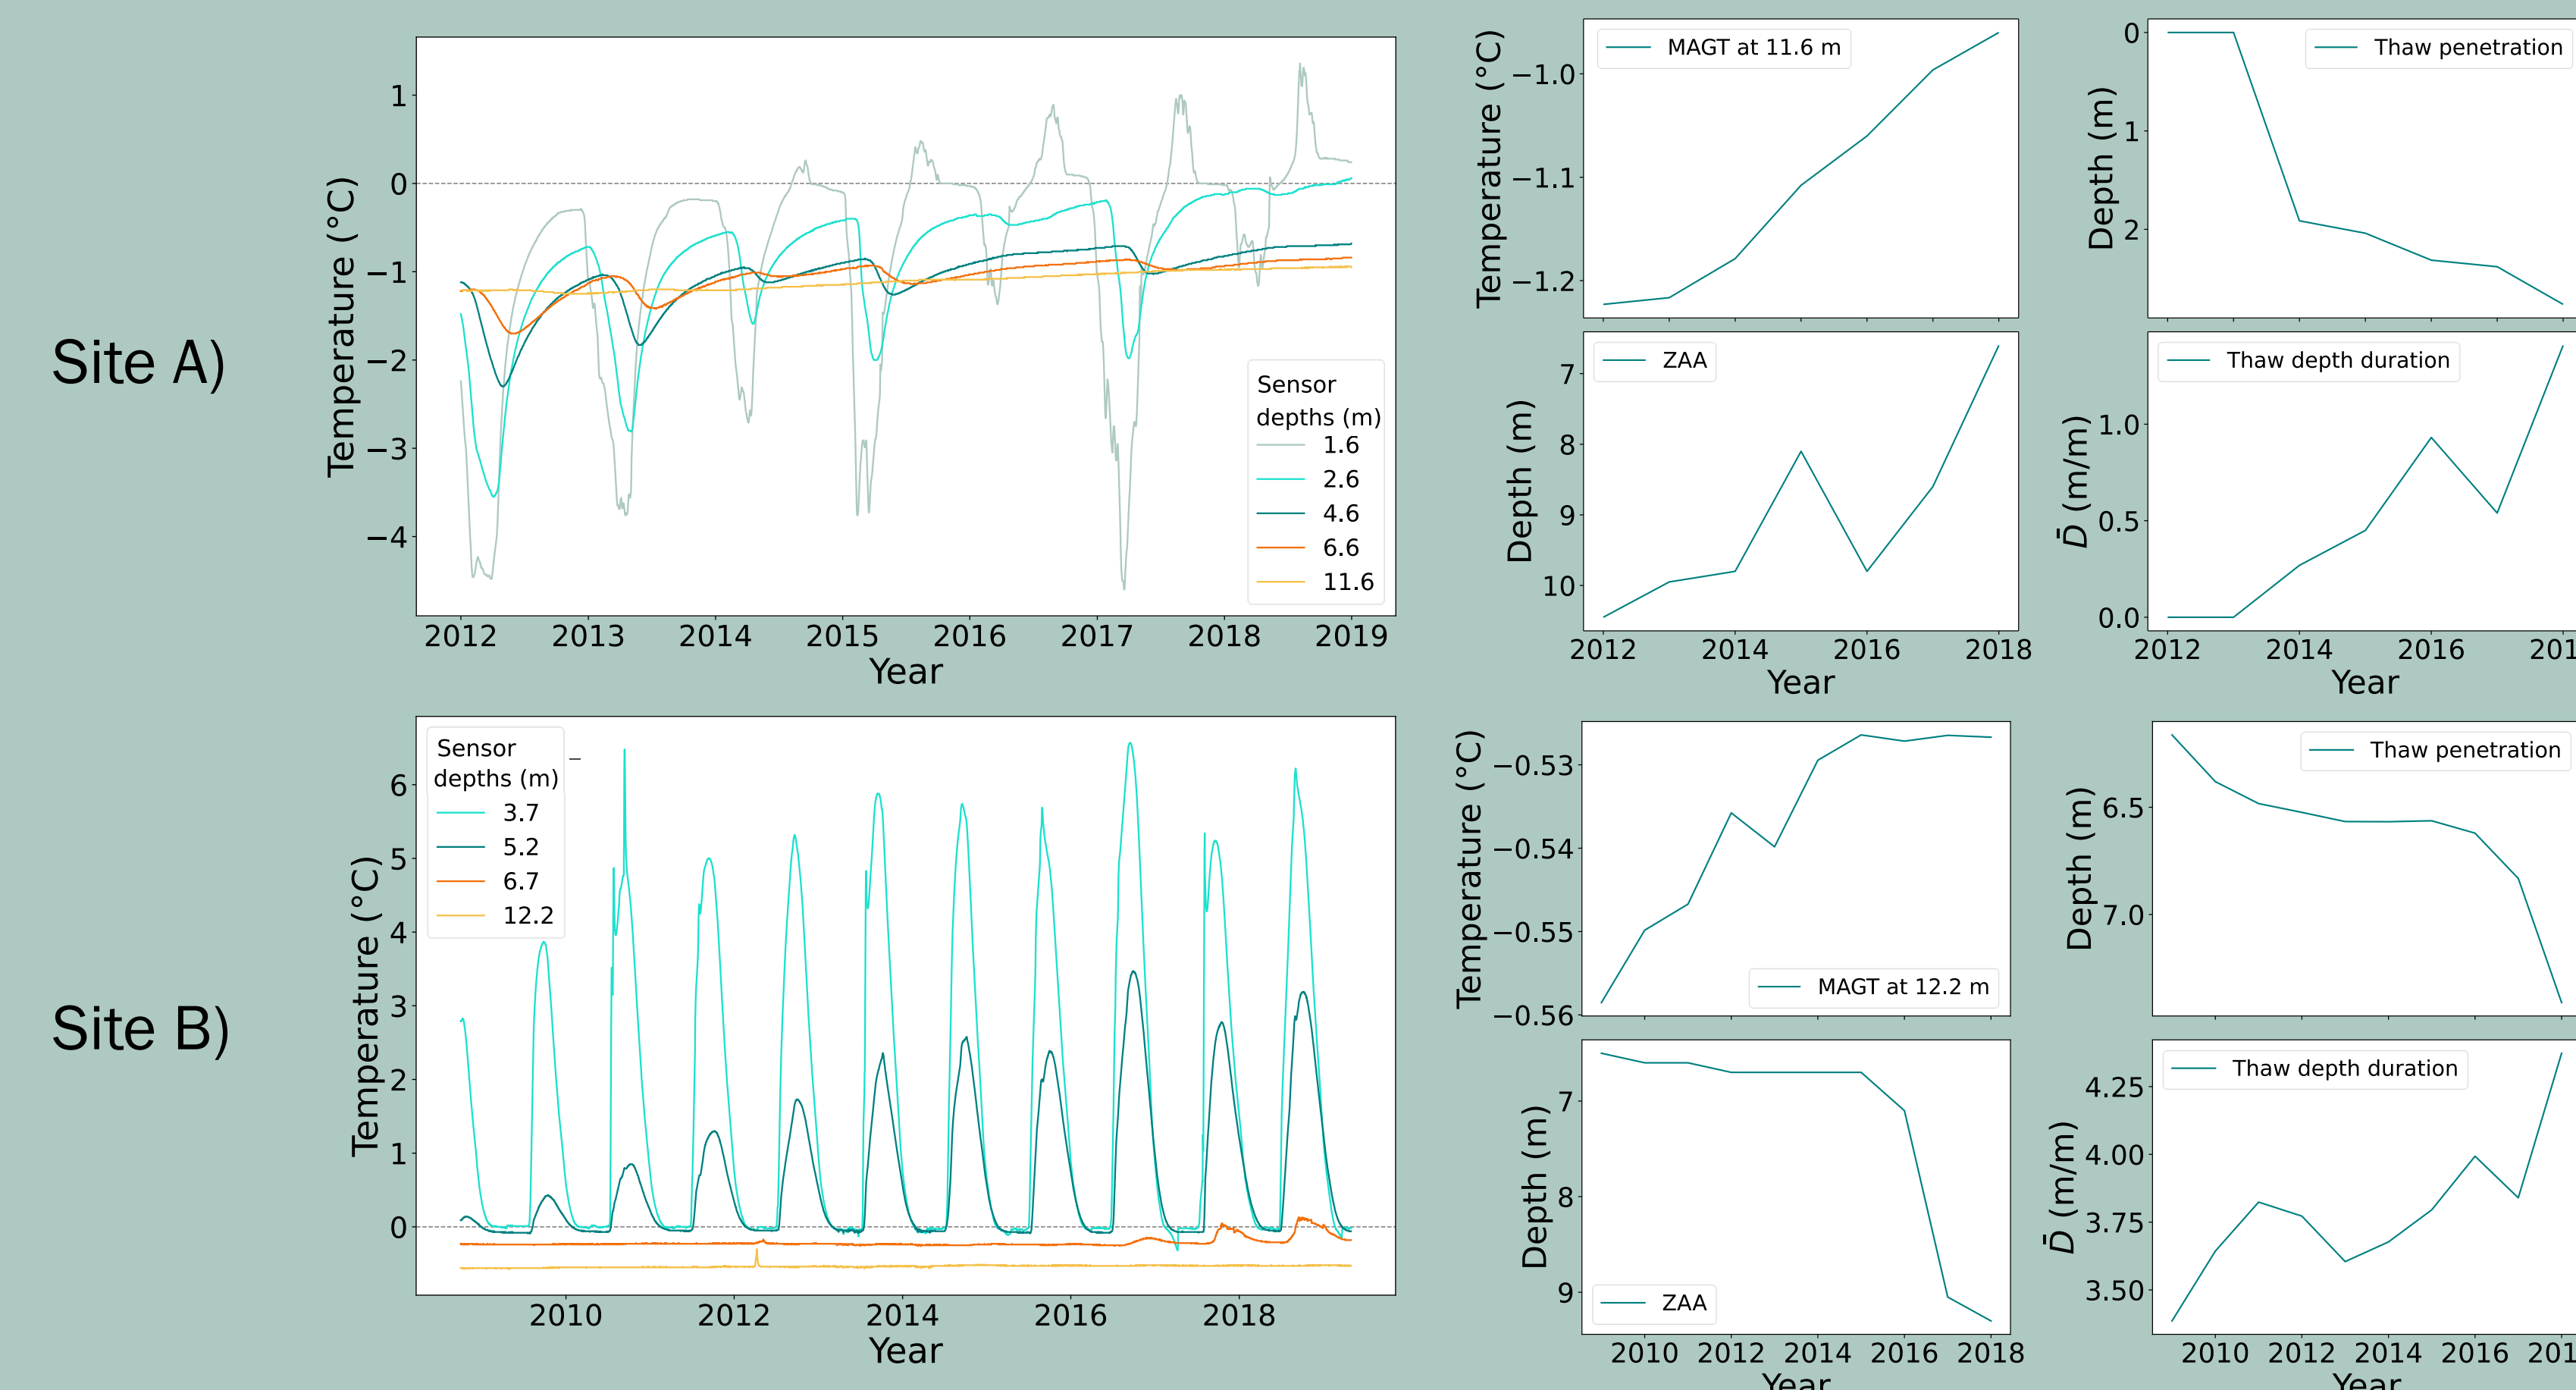 Site A)
Temperature (°C)
1
0
−1
−2
−3
−4
Sensor
depths (m)
1.6
2.6
4.6
6.6
11.6
2012 2013 2014 2015 2016 2017 2018 2019
Year
Temperature (°C)
−1.0
−1.1
−1.2
MAGT at 11.6 m
Depth (m)
0
1
2
Thaw penetration
Depth (m)
7
8
9
10
ZAA
2012 2014 2016 2018
Year
D̄ (m/m)
1.0
0.5
0.0
Thaw depth duration
2012 2014 2016 201
Year
Site B)
Temperature (°C)
6
5
4
3
2
1
0
Sensor
depths (m)
3.7
5.2
6.7
12.2
2010 2012 2014 2016 2018
Year
Temperature (°C)
−0.53
−0.54
−0.55
−0.56
MAGT at 12.2 m
Depth (m)
6.5
7.0
Thaw penetration
Depth (m)
7
8
9
ZAA
2010 2012 2014 2016 2018
Year
D̄ (m/m)
4.25
4.00
3.75
3.50
Thaw depth duration
2010 2012 2014 2016 201
Year